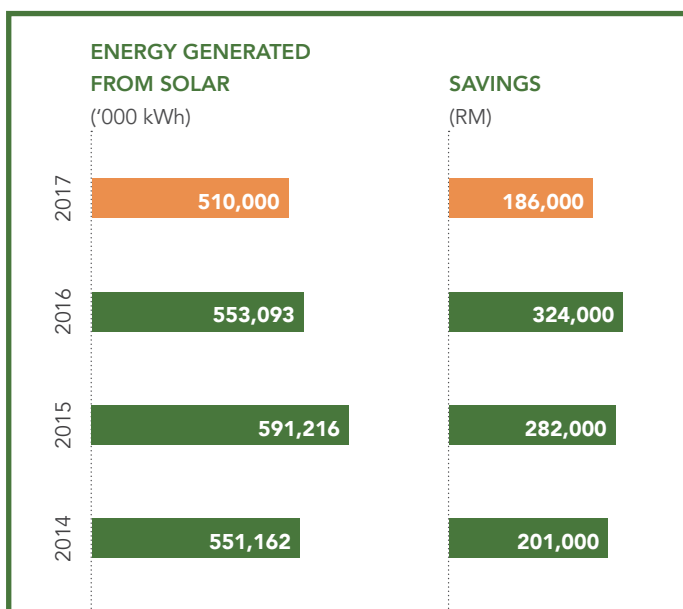 ENERGY GENERATED
FROM SOLAR
(‘000 kWh)
SAVINGS
(RM)
2017
510,000
186,000
2016
553,093
324,000
2015
591,216
282,000
2014
551,162
201,000